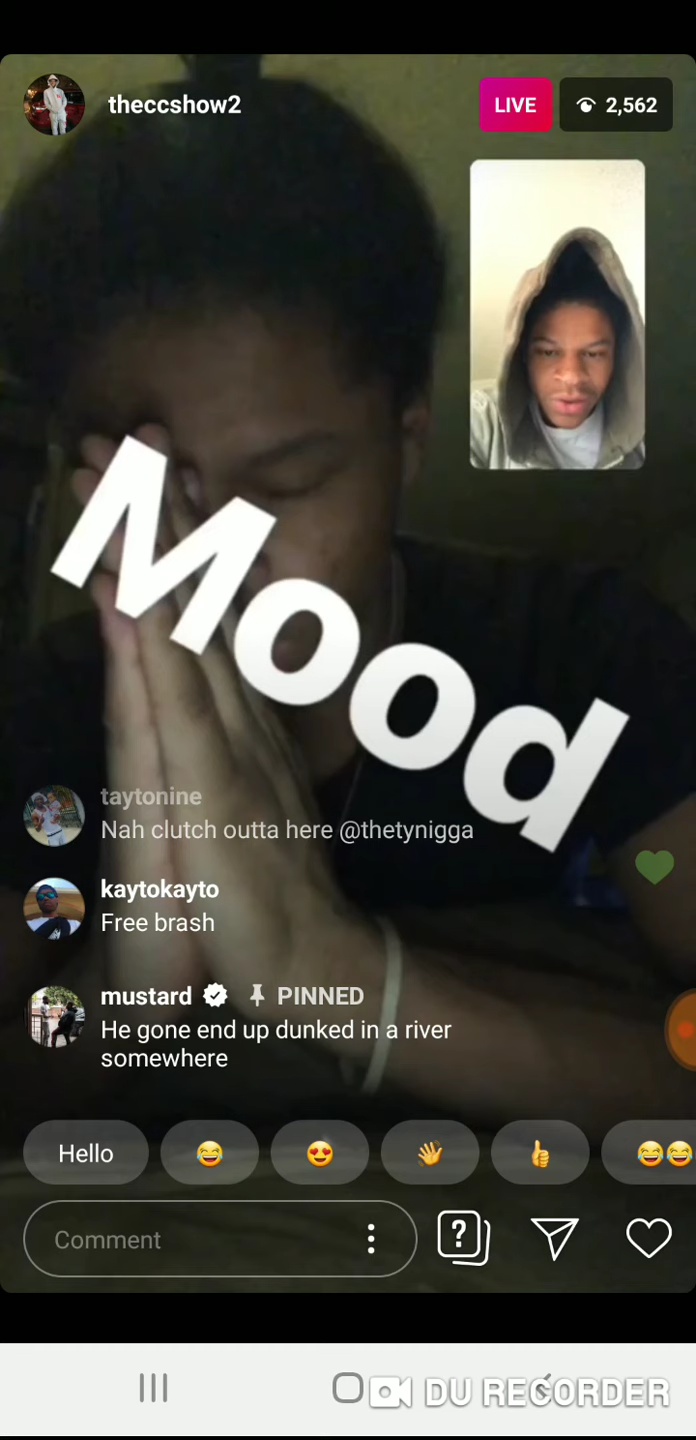 theccshow2
LIVE
2,562
Mood
taytonine
Nah clutch outta here @thetynigga
kaytokayto
Free brash
mustard PINNED
He gone end up dunked in a river
somewhere
Hello
Comment
?
DU RECORDER